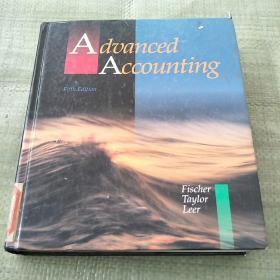 Advanced
Accounting
Fifth Edition
Fischer
Taylor
Leer